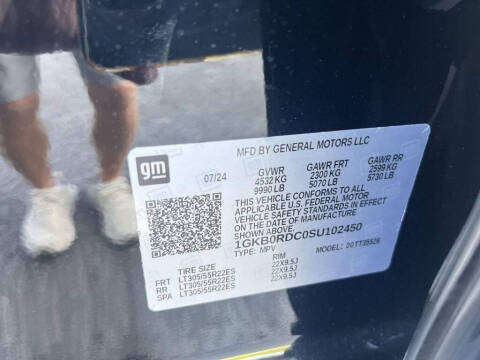 MFD BY GENERAL MOTORS LLC
gm
07/24
GVWR GAWR FRT GAWR RR
4532 KG 2300 KG 2599 KG
9990 LB 5070 LB 5730 LB
THIS VEHICLE CONFORMS TO ALL
APPLICABLE U.S. FEDERAL MOTOR
VEHICLE SAFETY STANDARDS IN EFFECT
ON THE DATE OF MANUFACTURE
SHOWN ABOVE.
1GKB0RDC0SU102450
TYPE: MPV MODEL: 00TT35526
TIRE SIZE RIM
FRT LT305/55R22ES 22X9.5J
RR LT305/55R22ES 22X9.5J
SPA LT305/55R22ES 22X9.5J